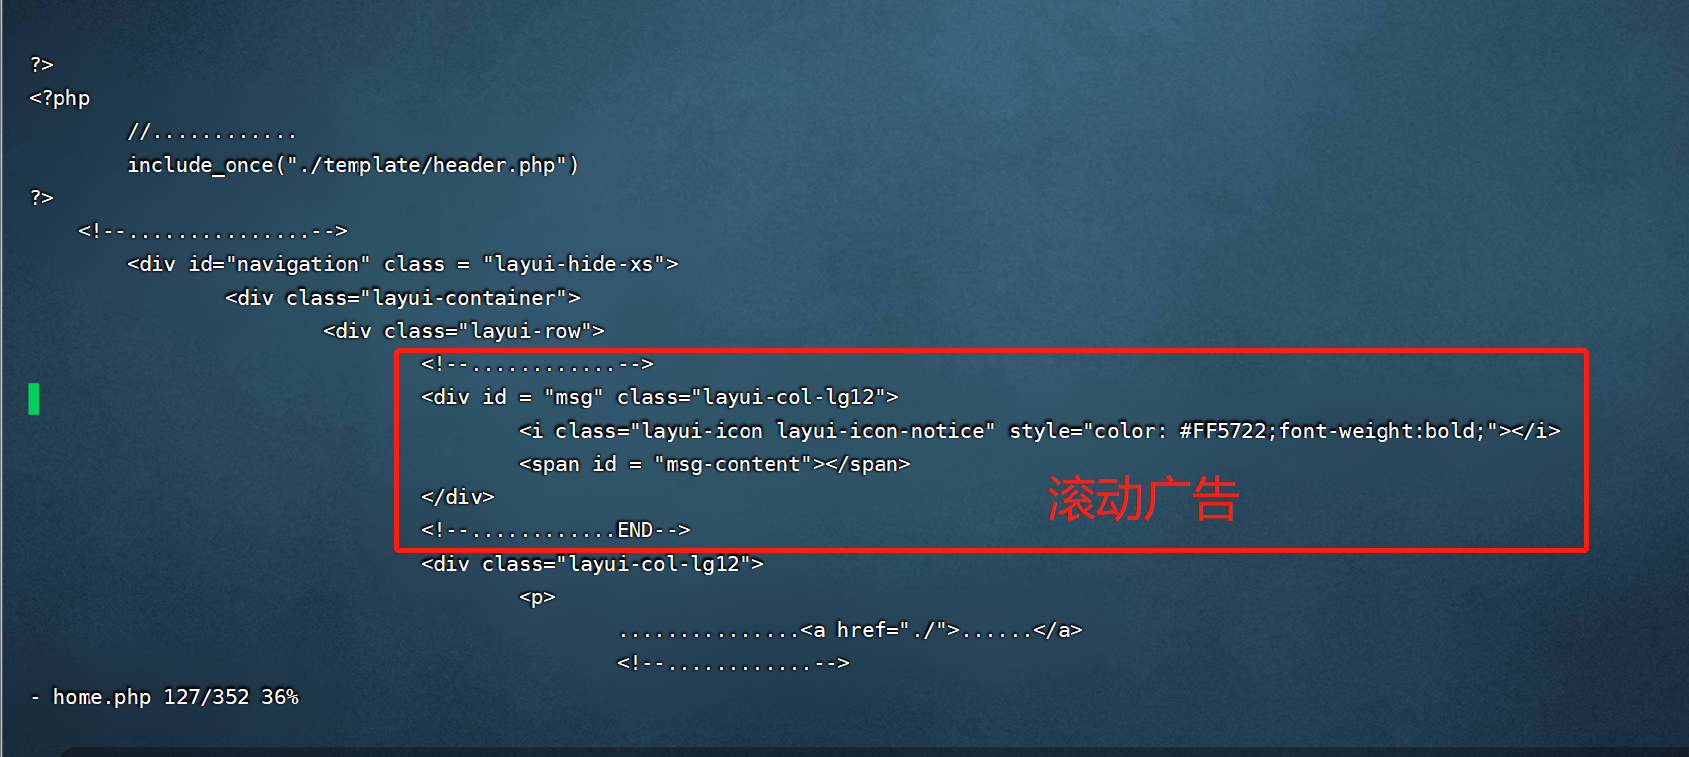 ?>
<?php
//............
include_once("./template/header.php")
?>
<!--...............-->
<div id="navigation" class = "layui-hide-xs">
<div class="layui-container">
<div class="layui-row">
<!--............-->
<div id = "msg" class="layui-col-lg12">
<i class="layui-icon layui-icon-notice" style="color: #FF5722;font-weight:bold;"></i>
<span id = "msg-content"></span>
滚动广告
</div>
<!--............END-->
<div class="layui-col-lg12">
<p>
...............<a href="./">......</a>
<!--............-->
- home.php 127/352 36%